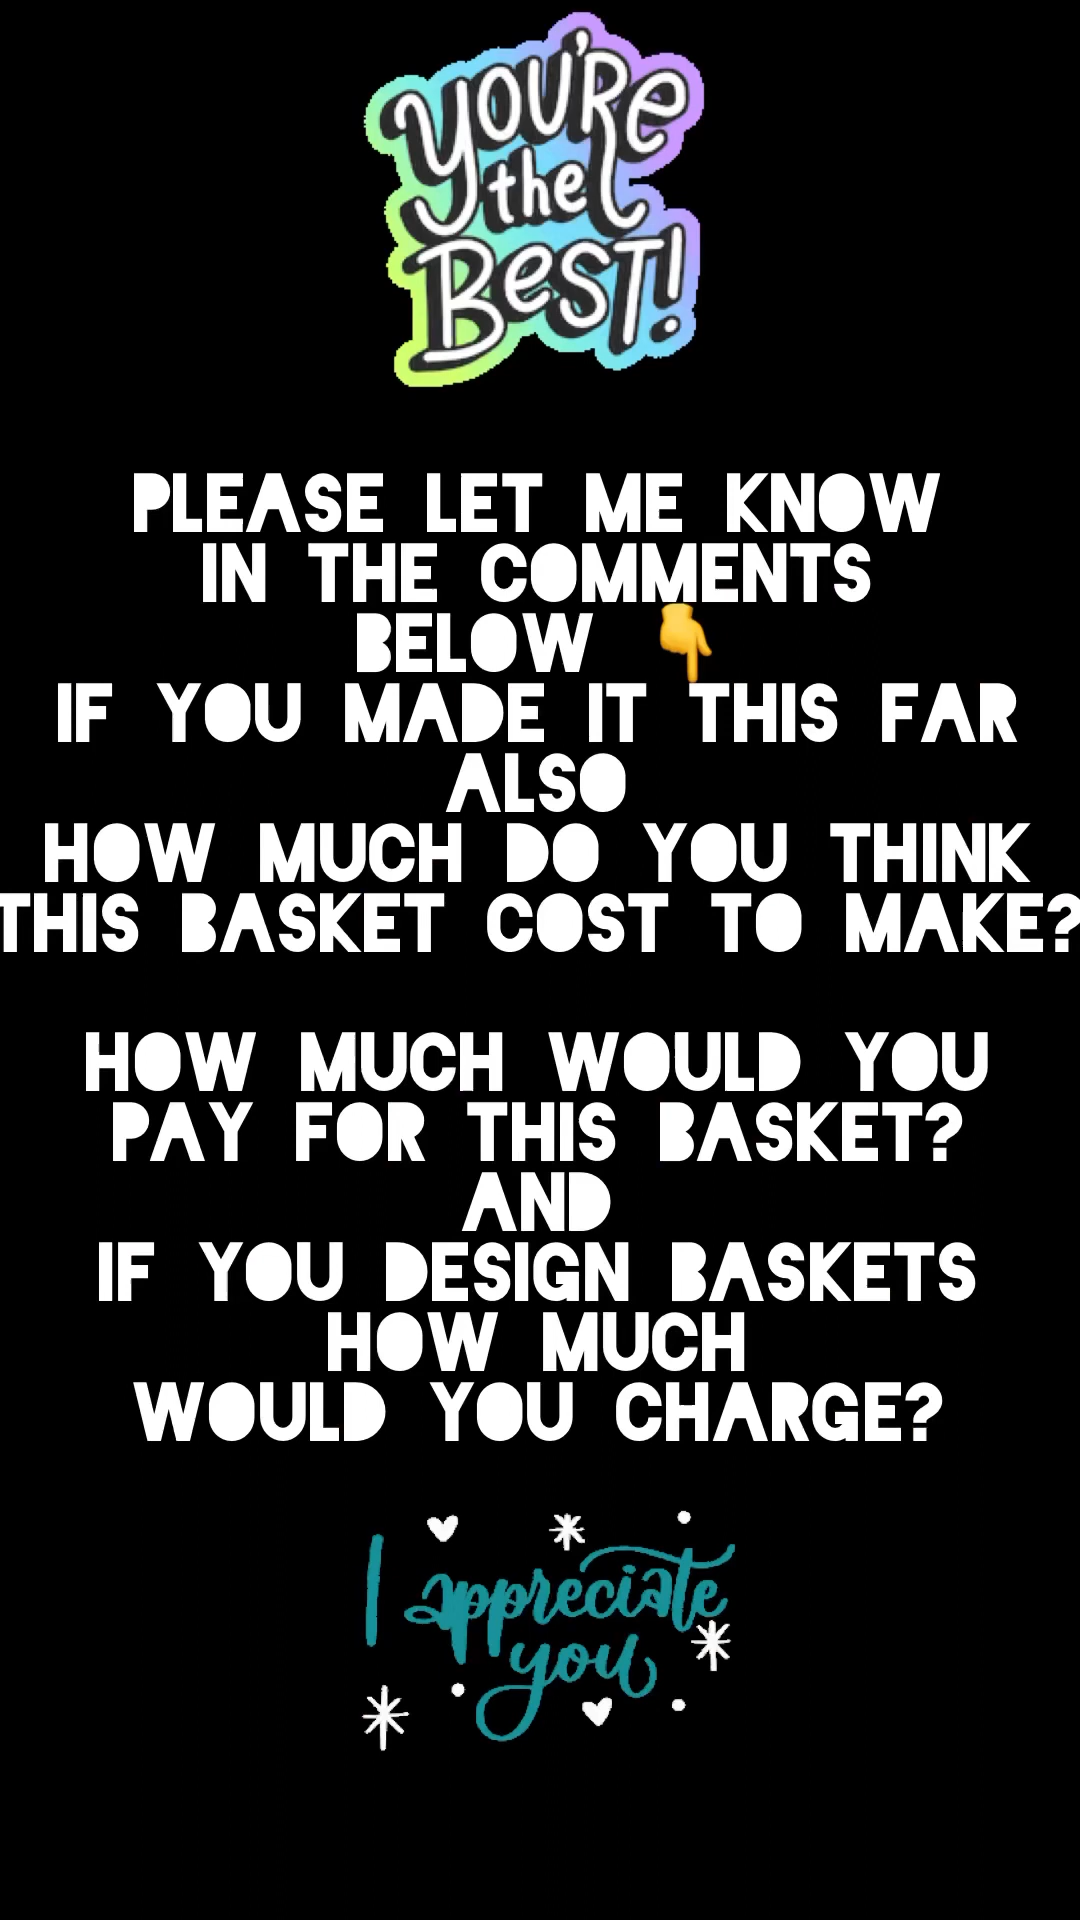 YOU'RE
the
BEST!
PLEASE LET ME KNOW
IN THE COMMENTS
BELOW 👇
IF YOU MADE IT THIS FAR
ALSO
HOW MUCH DO YOU THINK
THIS BASKET COST TO MAKE?
HOW MUCH WOULD YOU
PAY FOR THIS BASKET?
AND
IF YOU DESIGN BASKETS
HOW MUCH
WOULD YOU CHARGE?
I appreciate
you